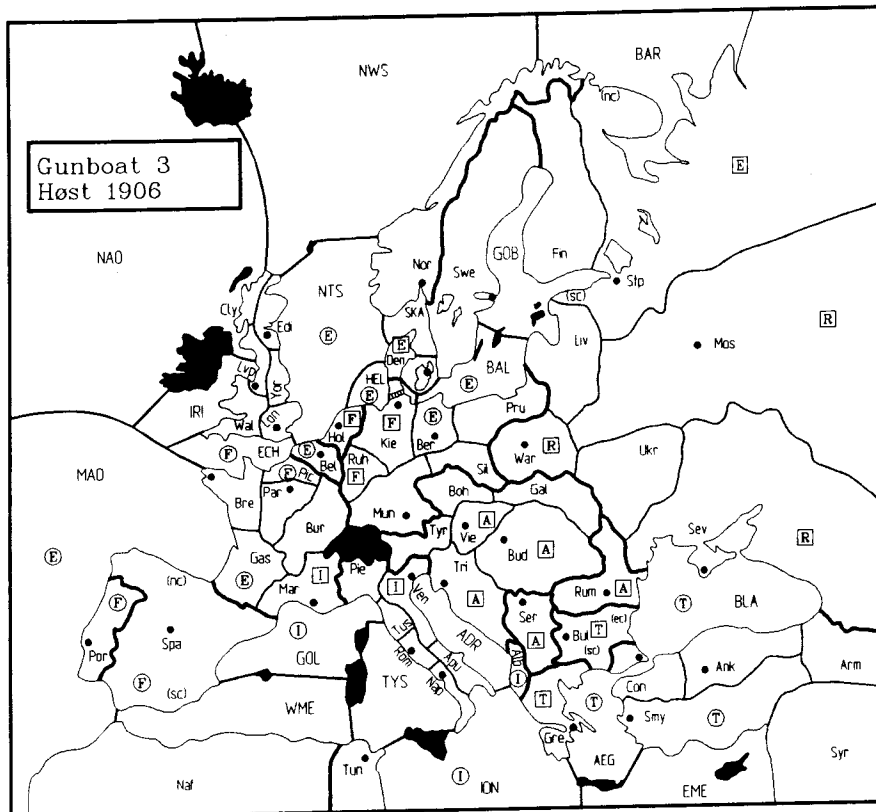 Gunboat 3
Høst 1906
NWS
BAR
(nc)
E
NAO
NTS
Nor
Swe
GOB
Fin
Stp
(sc)
Cly
Edi
SKA
R
E
E
Den
BAL
Liv
Mos
Lvp
Yor
HEL
E
E
IRI
Wal
Lon
Hol
F
F
Kie
E
Ber
Pru
War
R
MAO
F
ECH
E
Bel
Ruh
F
Sil
Ukr
F
Pic
Par
Boh
Gal
Bre
Bur
Mun
Tyr
Vie
A
Sev
E
Gas
Bud
A
R
E
Mar
I
Pie
I
Ven
Tri
Rum
A
(nc)
F
A
Ser
(ec)
T
BLA
Tus
ADR
Por
Spa
I
GOL
Rom
Apu
Alb
A
Bul
T
(sc)
Ank
Arm
F
(sc)
TYS
Nap
I
T
T
Con
WME
Gre
Smy
T
Naf
Tun
I
ION
AEG
EME
Syr